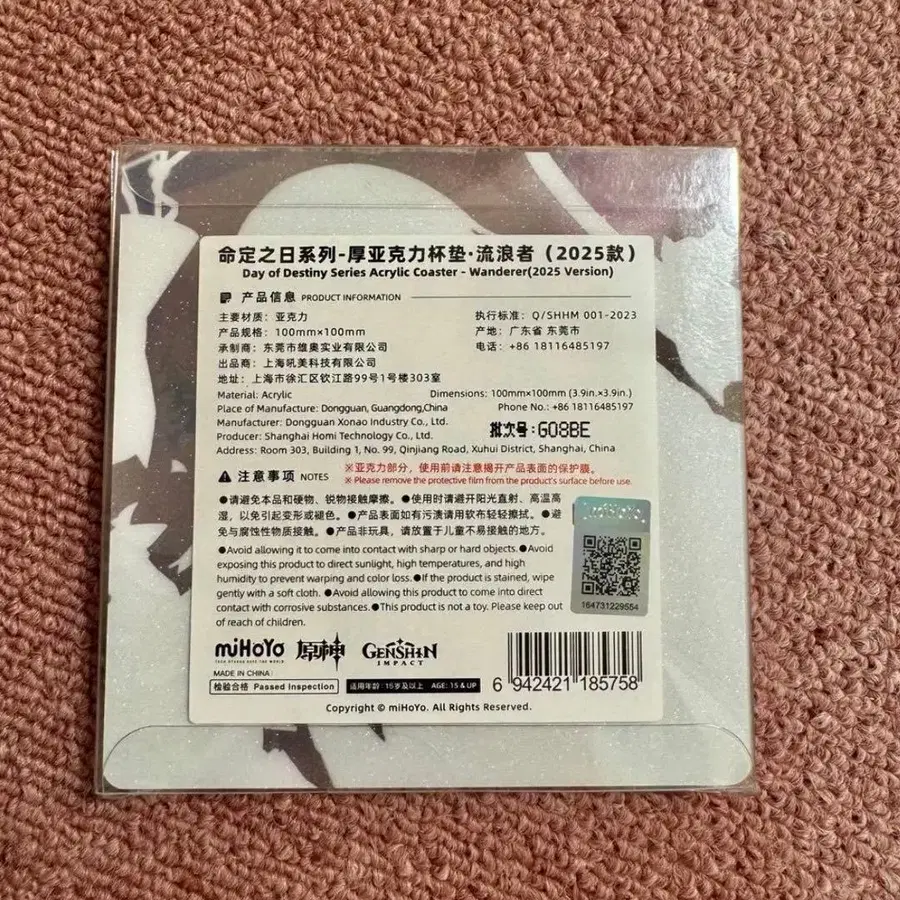 命定之日系列-厚亚克力杯垫·流浪者（2025款）
Day of Destiny Series Acrylic Coaster - Wanderer(2025 Version)
产品信息 PRODUCT INFORMATION
主要材质：亚克力
执行标准：Q/SHHM 001-2023
产品规格：100mm×100mm
产地：广东省 东莞市
承制商：东莞市雄奥实业有限公司
电话：+86 18116485197
出品商：上海吼美科技有限公司
地址：上海市徐汇区钦江路99号1号楼303室
Material: Acrylic
Dimensions: 100mm×100mm (3.9in.×3.9in.)
Place of Manufacture: Dongguan, Guangdong,China
Phone No.: +86 18116485197
Manufacturer: Dongguan Xonao Industry Co., Ltd.
批次号:G08BE
Producer: Shanghai Homi Technology Co., Ltd.
Address: Room 303, Building 1, No. 99, Qinjiang Road, Xuhui District, Shanghai, China
注意事项 NOTES
※亚克力部分，使用前请注意揭开产品表面的保护膜。
※ Please remove the protective film from the product's surface before use.
●请避免本品和硬物、锐物接触摩擦。●使用时请避开阳光直射、高温高
湿，以免引起变形或褪色。●产品表面如有污渍请用软布轻轻擦拭。●避
免与腐蚀性物质接触。●产品非玩具，请放置于儿童不易接触的地方。
●Avoid allowing it to come into contact with sharp or hard objects.●Avoid
exposing this product to direct sunlight, high temperatures, and high
humidity to prevent warping and color loss.●If the product is stained, wipe
gently with a soft cloth. ●Avoid allowing this product to come into direct
contact with corrosive substances.●This product is not a toy. Please keep out
of reach of children.
miHoYo
164731229554
miHoYo
TECH OTAKUS SAVE THE WORLD
原神
GENSHIN
IMPACT
MADE IN CHINA
检验合格 Passed Inspection
适用年龄：15岁及以上 AGE: 15 & UP
6 942421 185758
Copyright © miHoYo. All Rights Reserved.